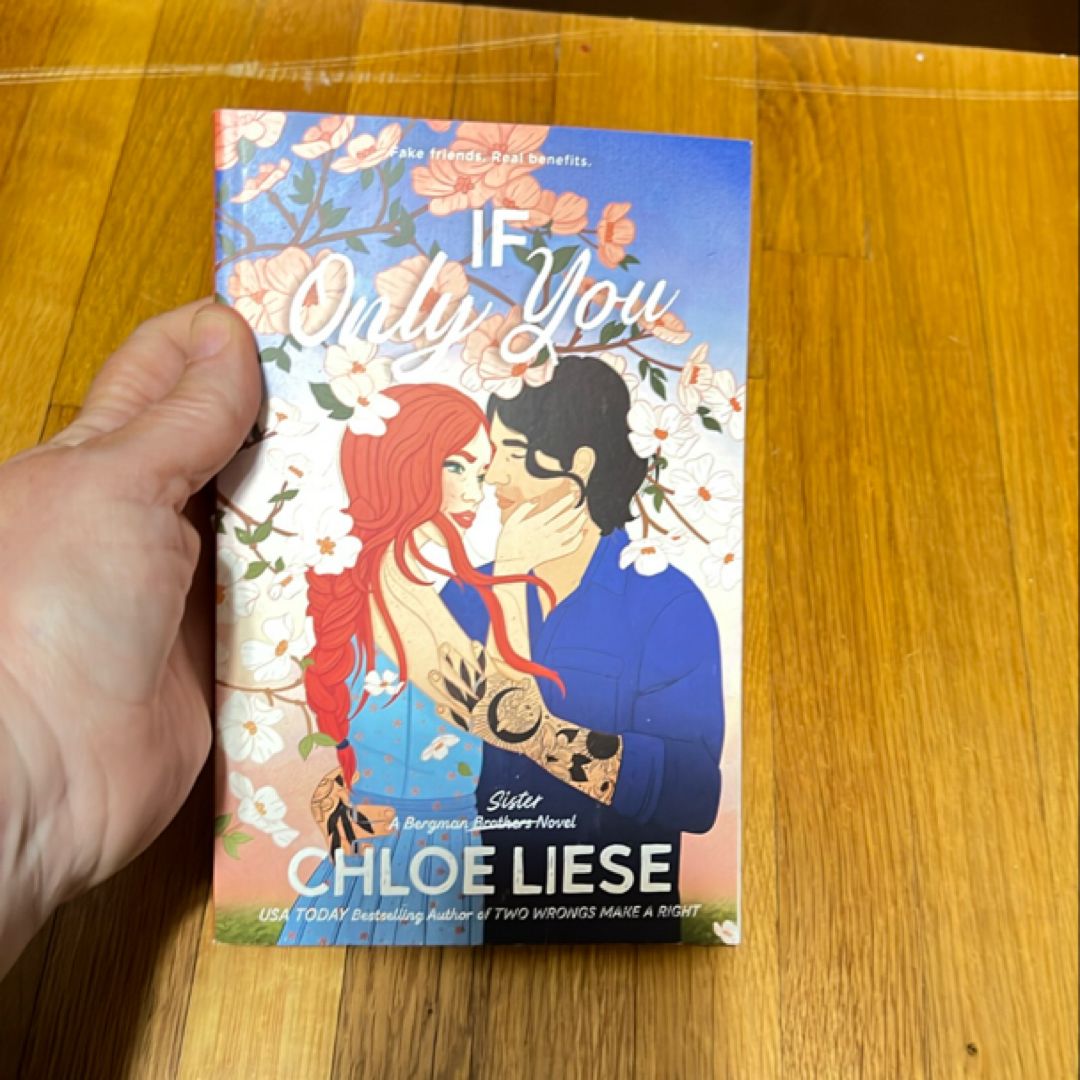 Fake friends. Real benefits.
IF
Only You
Sister
A Bergman Brothers Novel
CHLOE LIESE
USA TODAY Bestselling Author of TWO WRONGS MAKE A RIGHT